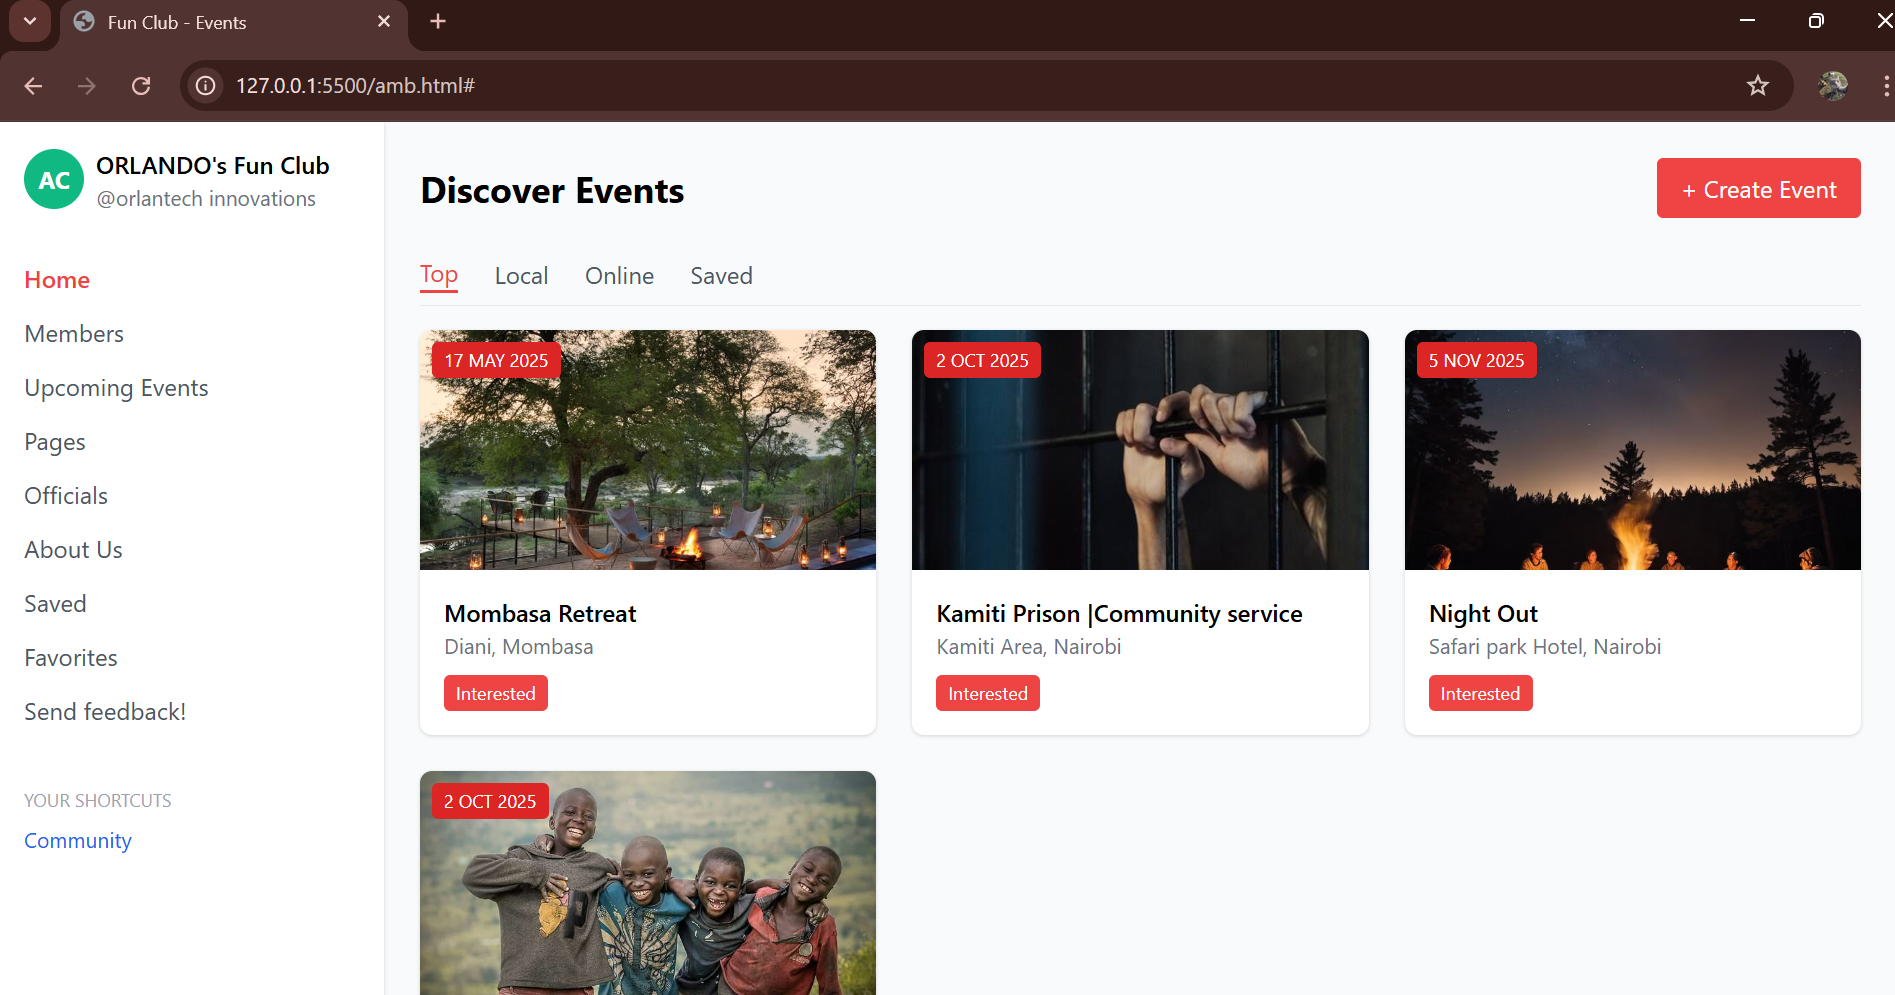 Fun Club - Events
127.0.0.1:5500/amb.html#
AC
ORLANDO's Fun Club
@orlantech innovations
Home
Members
Upcoming Events
Pages
Officials
About Us
Saved
Favorites
Send feedback!
YOUR SHORTCUTS
Community
Discover Events
+ Create Event
Top Local Online Saved
17 MAY 2025
Mombasa Retreat
Diani, Mombasa
Interested
2 OCT 2025
Kamiti Prison |Community service
Kamiti Area, Nairobi
Interested
5 NOV 2025
Night Out
Safari park Hotel, Nairobi
Interested
2 OCT 2025